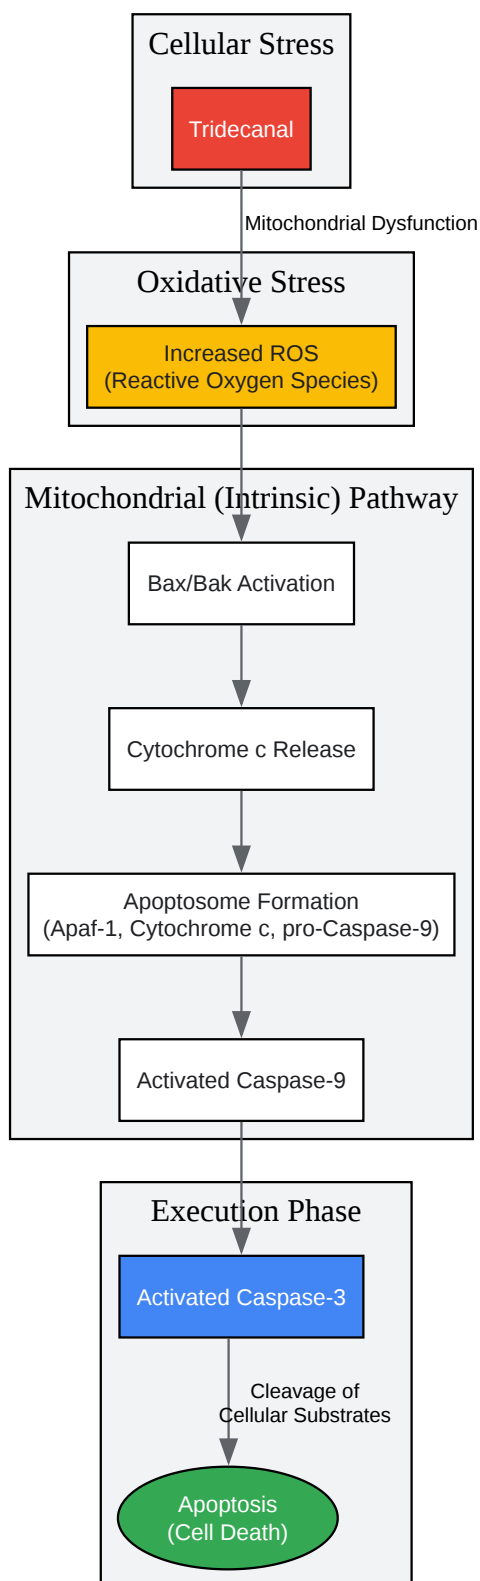 Cellular Stress
Tridecanal
Mitochondrial Dysfunction
Oxidative Stress
Increased ROS
(Reactive Oxygen Species)
Mitochondrial (Intrinsic) Pathway
Bax/Bak Activation
Cytochrome c Release
Apoptosome Formation
(Apaf-1, Cytochrome c, pro-Caspase-9)
Activated Caspase-9
Execution Phase
Activated Caspase-3
Cleavage of
Cellular Substrates
Apoptosis
(Cell Death)